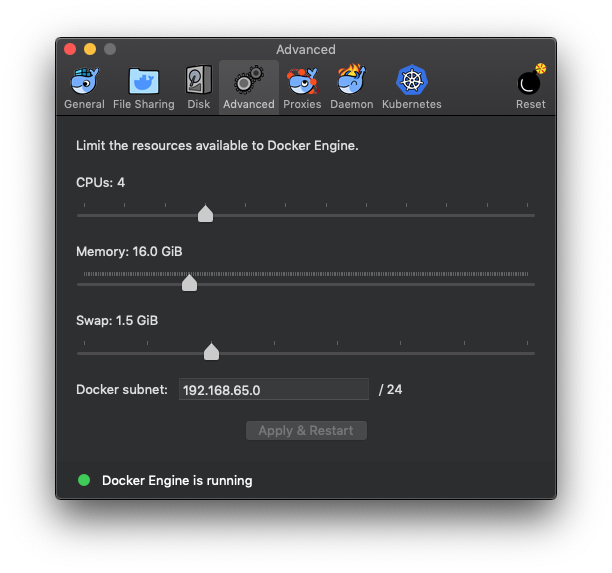 Advanced
General File Sharing Disk Advanced Proxies Daemon Kubernetes Reset
Limit the resources available to Docker Engine.
CPUs: 4
Memory: 16.0 GiB
Swap: 1.5 GiB
Docker subnet: 192.168.65.0 / 24
Apply & Restart
Docker Engine is running